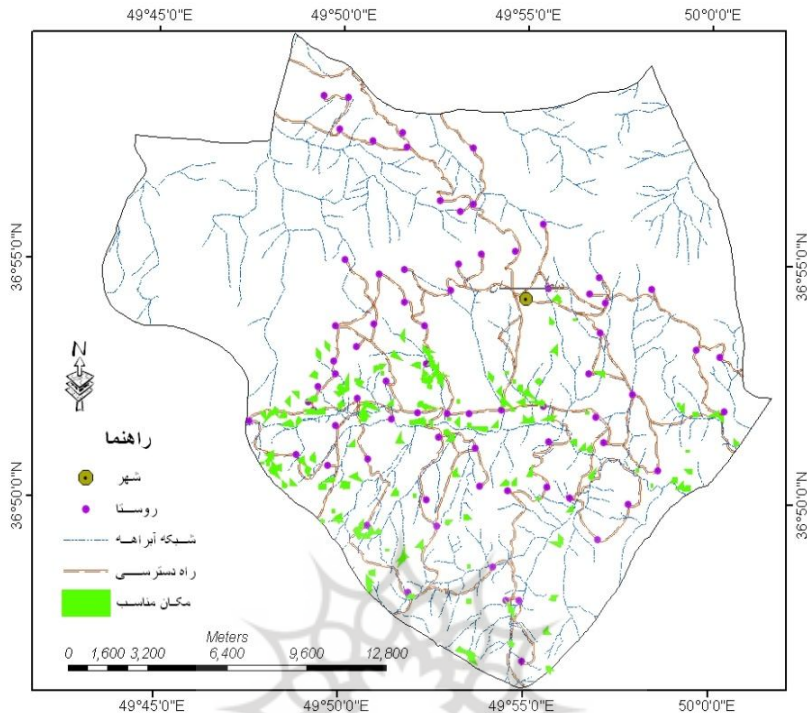 49°45'0"E 49°50'0"E 49°55'0"E 50°0'0"E
36°55'0"N 36°55'0"N
N
راهنما
شهر
روستا
شبکه آبراهه
راه دسترسی
مکان مناسب
36°50'0"N 36°50'0"N
Meters
0 1,600 3,200 6,400 9,600 12,800
49°45'0"E 49°50'0"E 49°55'0"E 50°0'0"E